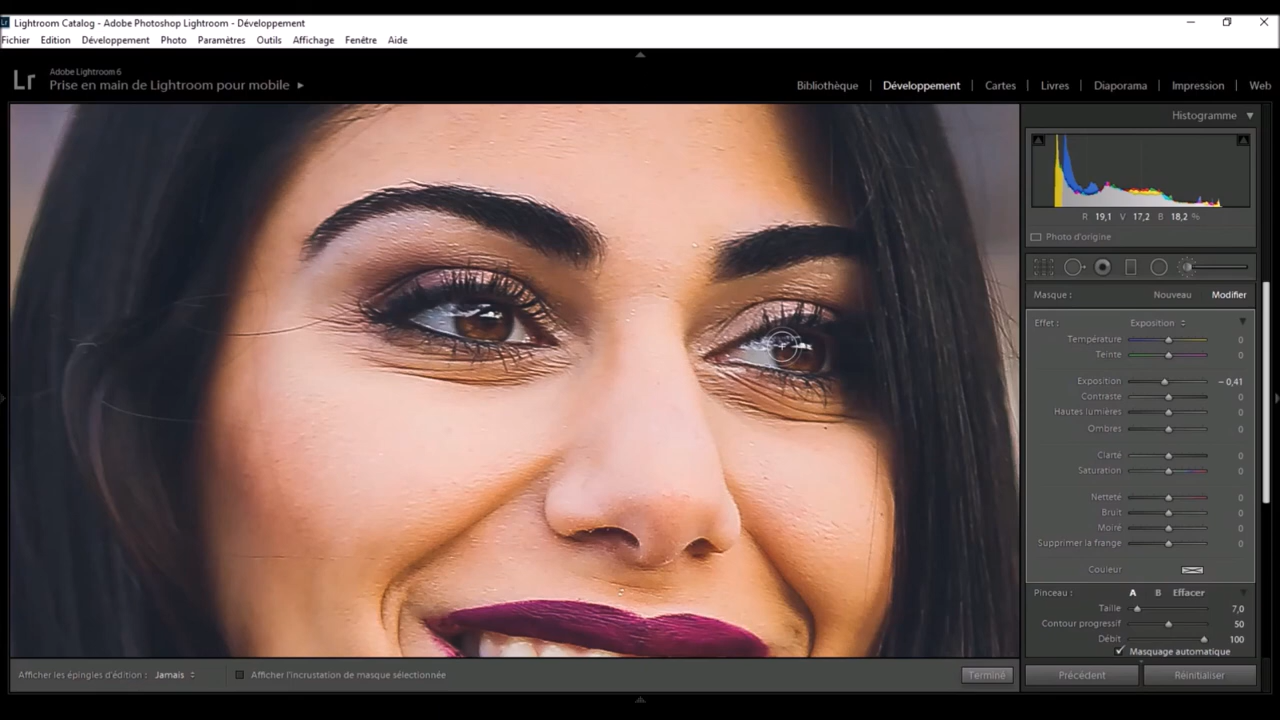 Lr Lightroom Catalog - Adobe Photoshop Lightroom - Développement
Fichier Edition Développement Photo Paramètres Outils Affichage Fenêtre Aide
Lr
Adobe Lightroom 6
Prise en main de Lightroom pour mobile
Bibliothèque | Développement | Cartes | Livres | Diaporama | Impression | Web
Histogramme
R 19,1 V 17,2 B 18,2 %
Photo d'origine
Masque : Nouveau Modifier
Effet : Exposition
Température 0
Teinte 0
Exposition – 0,41
Contraste 0
Hautes lumières 0
Ombres 0
Clarté 0
Saturation 0
Netteté 0
Bruit 0
Moiré 0
Supprimer la frange 0
Couleur
Pinceau : A B Effacer
Taille 7,0
Contour progressif 50
Débit 100
Masquage automatique
Afficher les épingles d'édition : Jamais Afficher l'incrustation de masque sélectionnée Terminé
Précédent Réinitialiser